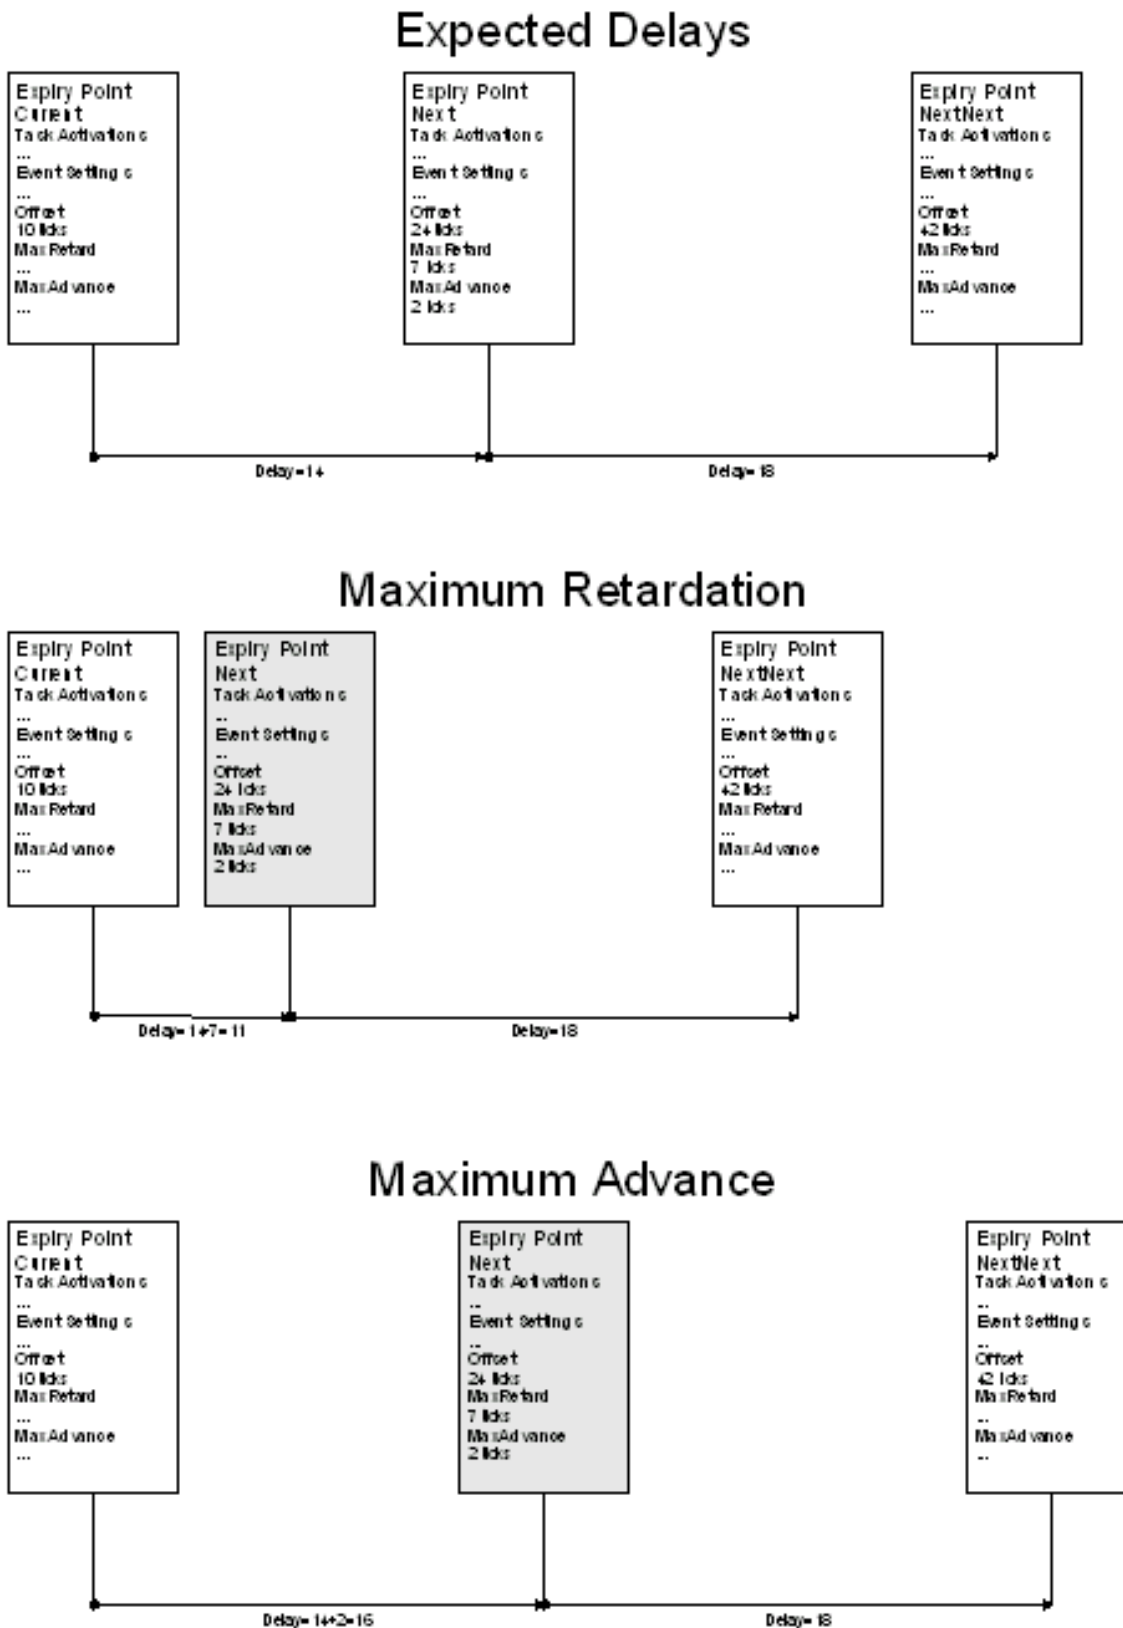 Expected Delays
Expiry Point
Current
Task Activations
...
Event Settings
...
Offset
10 ticks
MaxRetard
...
MaxAdvance
...
Expiry Point
Next
Task Activations
...
Event Settings
...
Offset
24 ticks
MaxRetard
7 ticks
MaxAdvance
2 ticks
Expiry Point
NextNext
Task Activations
...
Event Settings
...
Offset
42 ticks
MaxRetard
...
MaxAdvance
...
Delay=14
Delay=18
Maximum Retardation
Expiry Point
Current
Task Activations
...
Event Settings
...
Offset
10 ticks
MaxRetard
...
MaxAdvance
...
Expiry Point
Next
Task Activations
...
Event Settings
...
Offset
24 ticks
MaxRetard
7 ticks
MaxAdvance
2 ticks
Expiry Point
NextNext
Task Activations
...
Event Settings
...
Offset
42 ticks
MaxRetard
...
MaxAdvance
...
Delay=14-7=11
Delay=18
Maximum Advance
Expiry Point
Current
Task Activations
...
Event Settings
...
Offset
10 ticks
MaxRetard
...
MaxAdvance
...
Expiry Point
Next
Task Activations
...
Event Settings
...
Offset
24 ticks
MaxRetard
7 ticks
MaxAdvance
2 ticks
Expiry Point
NextNext
Task Activations
...
Event Settings
...
Offset
42 ticks
MaxRetard
...
MaxAdvance
...
Delay=14+2=16
Delay=18